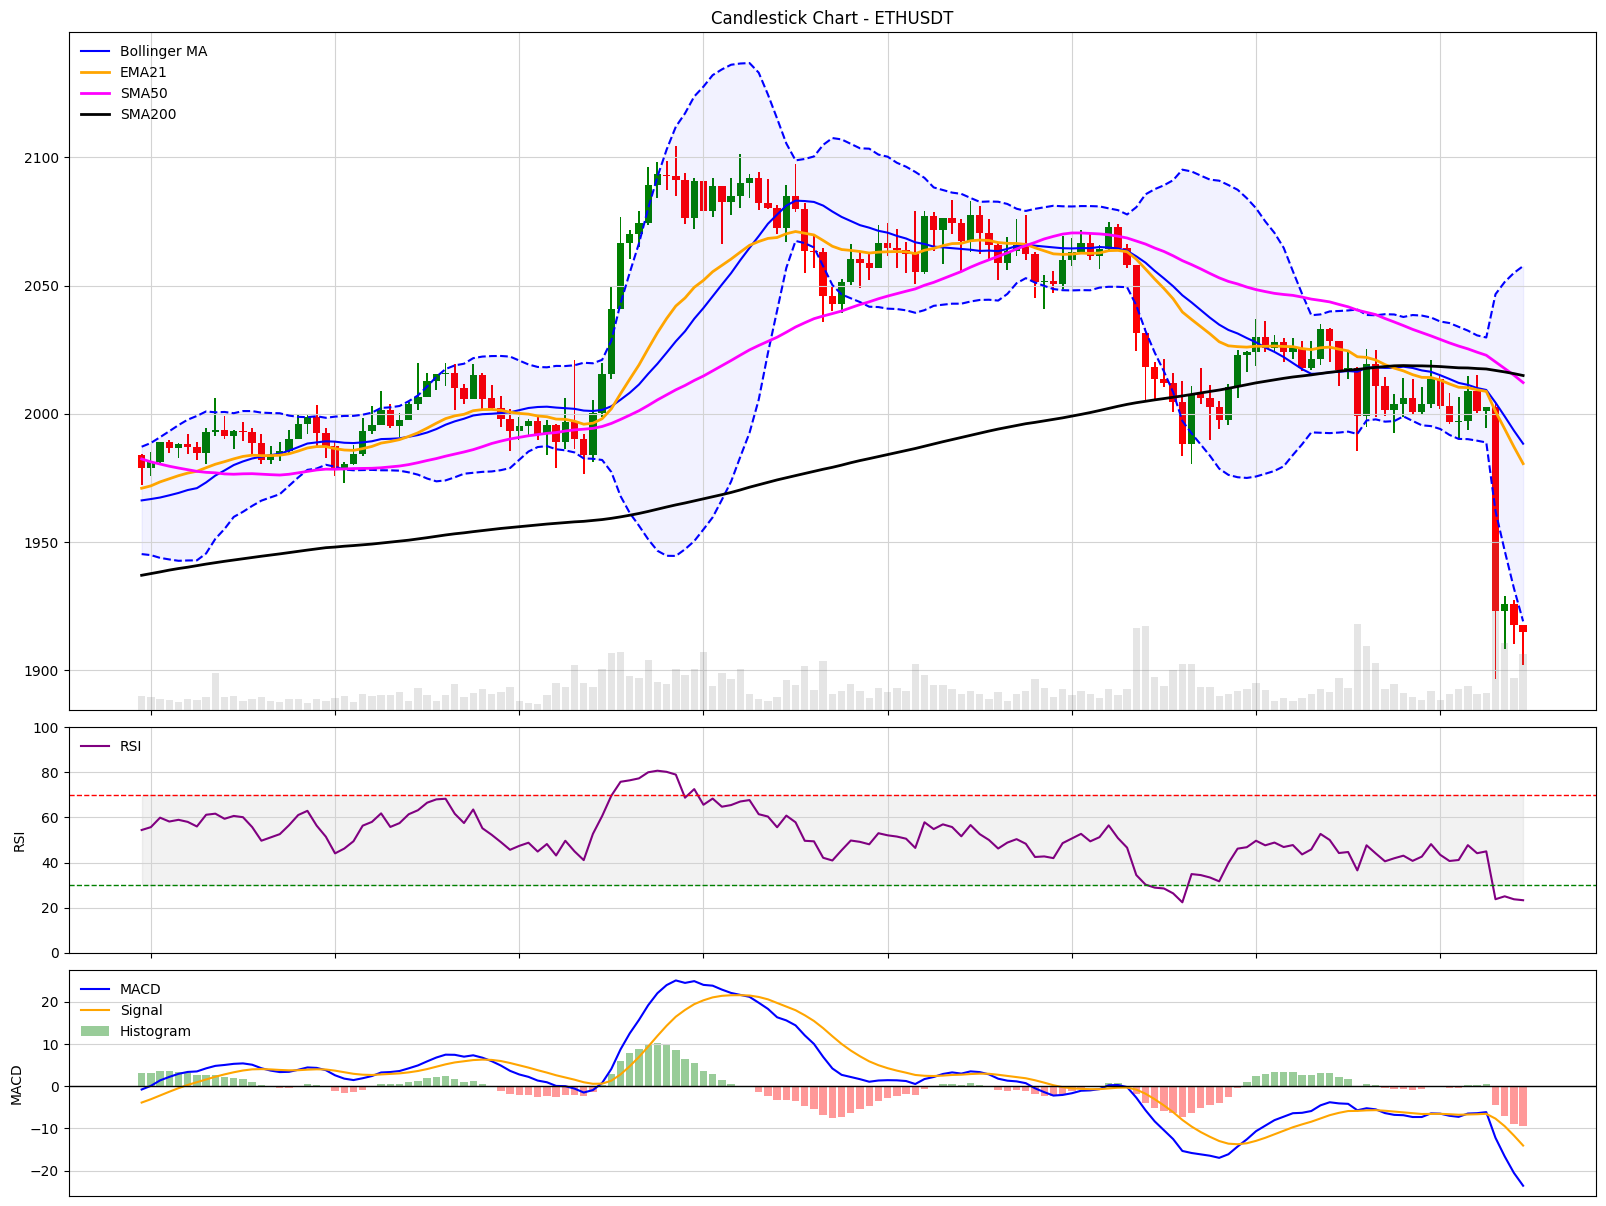 Candlestick Chart - ETHUSDT
Bollinger MA
EMA21
SMA50
SMA200
2100
2050
2000
1950
1900
100
80
60
40
20
0
RSI
RSI
20
10
0
−10
−20
MACD
MACD
Signal
Histogram